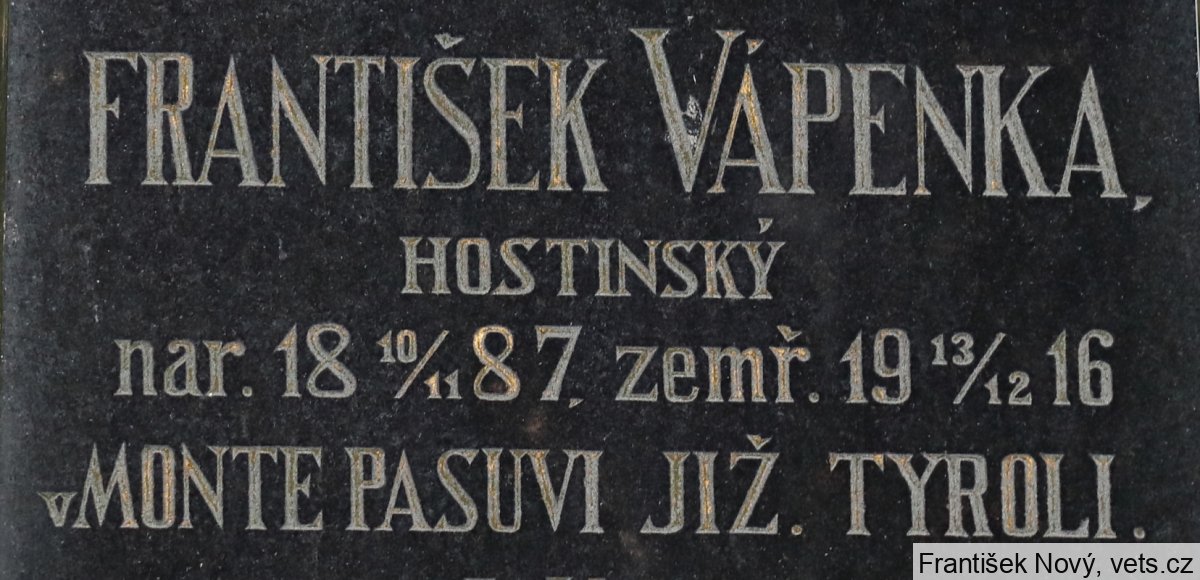 FRANTIŠEK VÁPENKA,
HOSTINSKÝ
nar. 18 10/11 87, zemř. 19 13/12 16
v MONTE PASUVI JIŽ. TYROLI.
František Nový, vets.cz